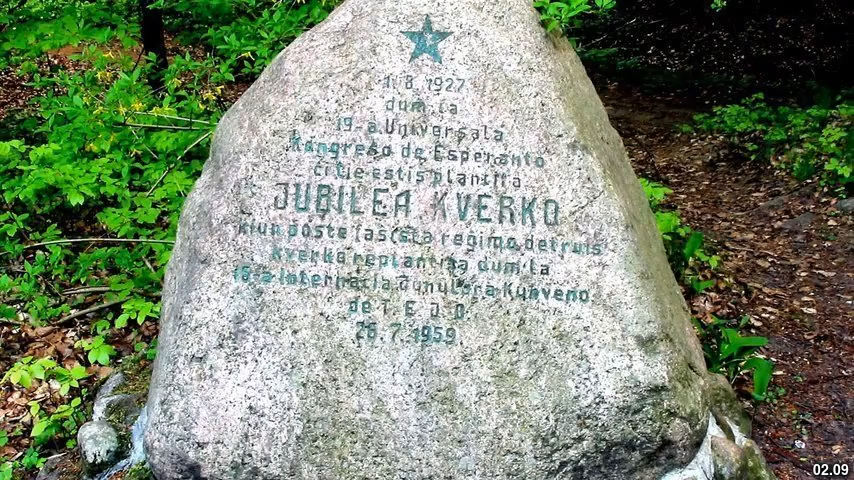 1.8.1927
dum la
19-a Universala
Kongreso de Esperanto
ĉi tie estis plantita
JUBILEA KVERKO
kiun poste faŝista reĝimo detruis
Kverko replantita dum la
15-a Internacia Junulara Kunveno
de T.E.J.O.
26.7.1959
02.09